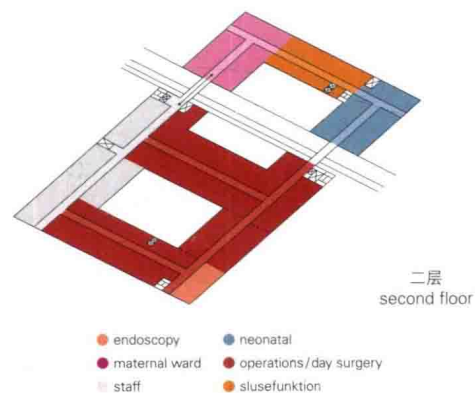 二层
second floor
endoscopy
neonatal
maternal ward
operations/day surgery
staff
slusefunktion